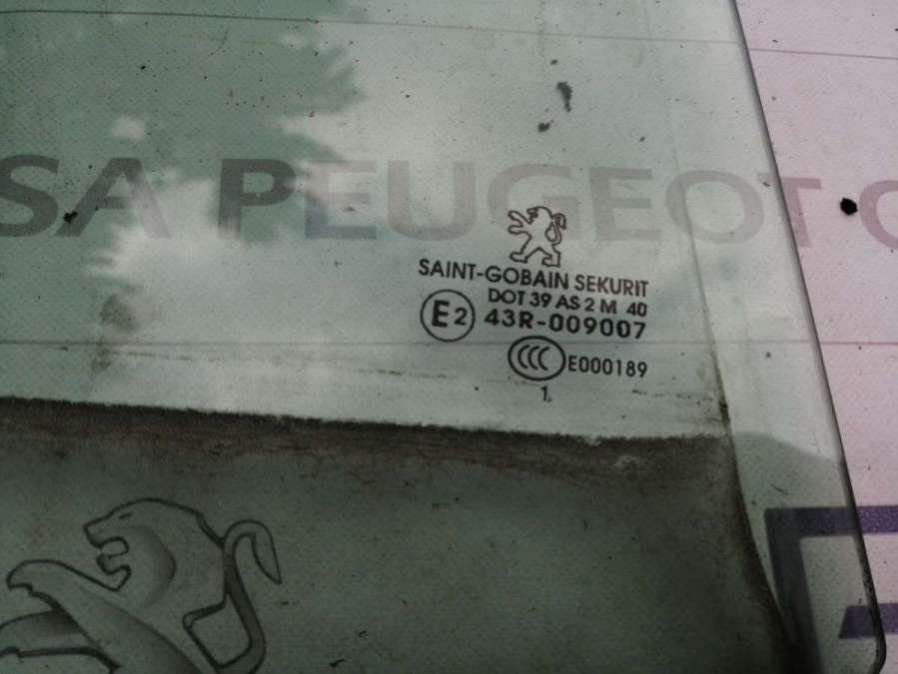 SA PEUGEOT C
SAINT-GOBAIN SEKURIT
DOT 39 AS 2 M 40
E2 43R-009007
CCC E000189
1.